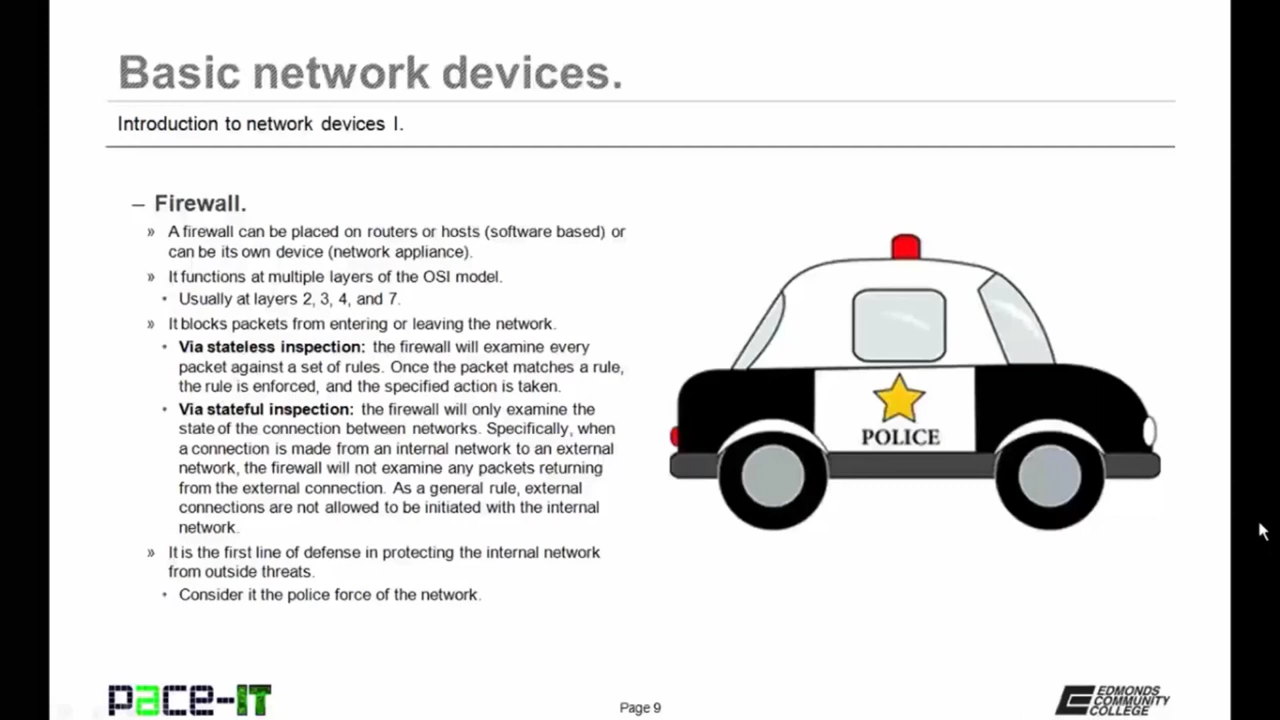 Basic network devices.
Introduction to network devices I.
– Firewall.
» A firewall can be placed on routers or hosts (software based) or
can be its own device (network appliance).
» It functions at multiple layers of the OSI model.
• Usually at layers 2, 3, 4, and 7.
» It blocks packets from entering or leaving the network.
• Via stateless inspection: the firewall will examine every
packet against a set of rules. Once the packet matches a rule,
the rule is enforced, and the specified action is taken.
• Via stateful inspection: the firewall will only examine the
state of the connection between networks. Specifically, when
a connection is made from an internal network to an external
network, the firewall will not examine any packets returning
from the external connection. As a general rule, external
connections are not allowed to be initiated with the internal
network.
» It is the first line of defense in protecting the internal network
from outside threats.
• Consider it the police force of the network.
POLICE
pace-IT
Page 9
EDMONDS
COMMUNITY
COLLEGE